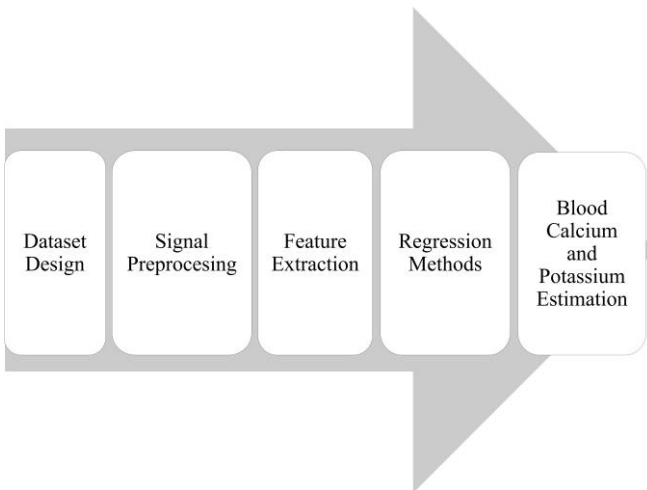 Dataset
Design
Signal
Preprocesing
Feature
Extraction
Regression
Methods
Blood
Calcium
and
Potassium
Estimation